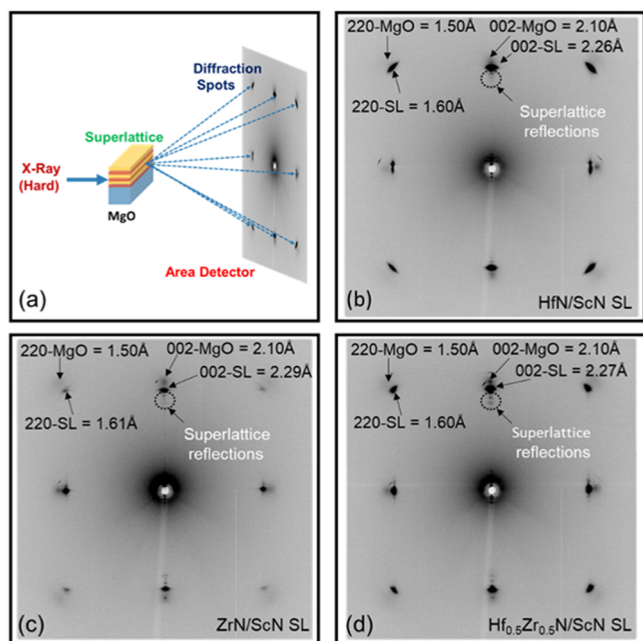 Diffraction
Spots
Superlattice
X-Ray
(Hard)
MgO
Area Detector
(a)
220-MgO = 1.50Å
002-MgO = 2.10Å
002-SL = 2.26Å
220-SL = 1.60Å
Superlattice
reflections
(b)
HfN/ScN SL
220-MgO = 1.50Å
002-MgO = 2.10Å
002-SL = 2.29Å
220-SL = 1.61Å
Superlattice
reflections
(c)
ZrN/ScN SL
220-MgO = 1.50Å
002-MgO = 2.10Å
002-SL = 2.27Å
220-SL = 1.60Å
Superlattice
reflections
(d)
Hf₀.₅Zr₀.₅N/ScN SL